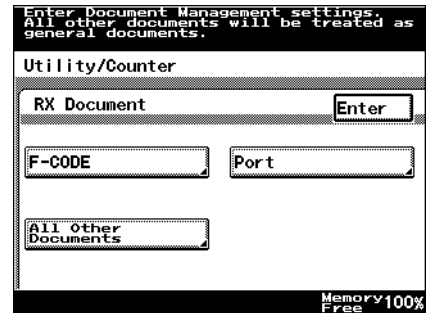 Enter Document Management settings.
All other documents will be treated as
general documents.
Utility/Counter
RX Document
Enter
F-CODE
Port
All Other
Documents
Memory
Free 100%